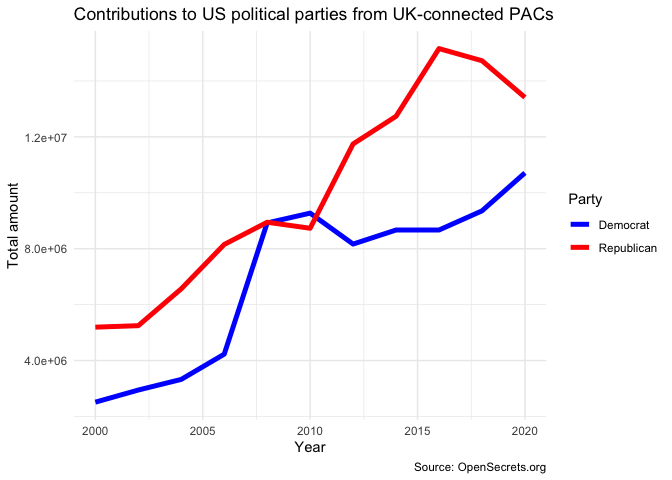 Contributions to US political parties from UK-connected PACs
Total amount
1.2e+07
8.0e+06
4.0e+06
2000 2005 2010 2015 2020
Year
Party
Democrat
Republican
Source: OpenSecrets.org